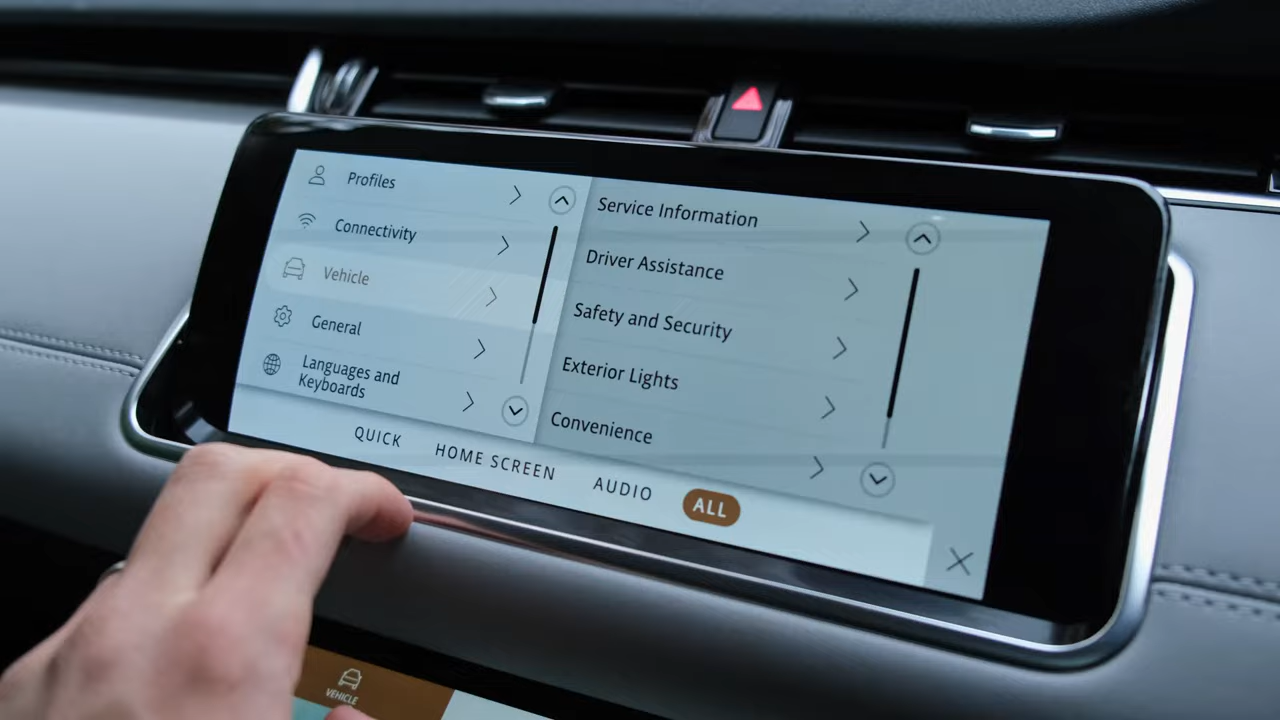 Profiles
Connectivity
Vehicle
General
Languages and
Keyboards
Service Information
Driver Assistance
Safety and Security
Exterior Lights
Convenience
QUICK
HOME SCREEN
AUDIO
ALL
VEHICLE